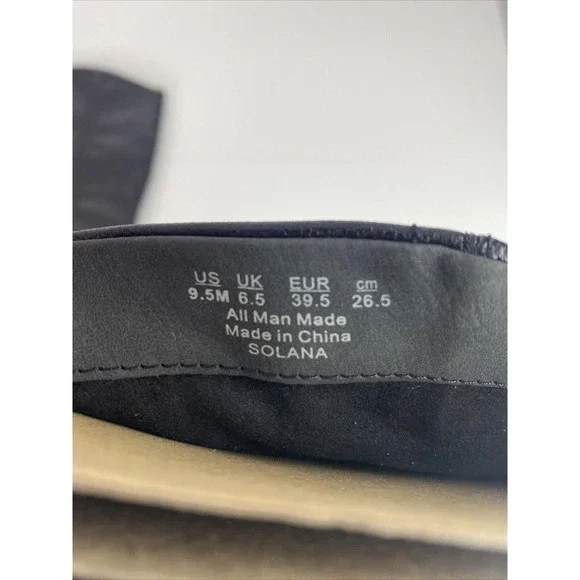 US UK EUR cm
9.5M 6.5 39.5 26.5
All Man Made
Made in China
SOLANA